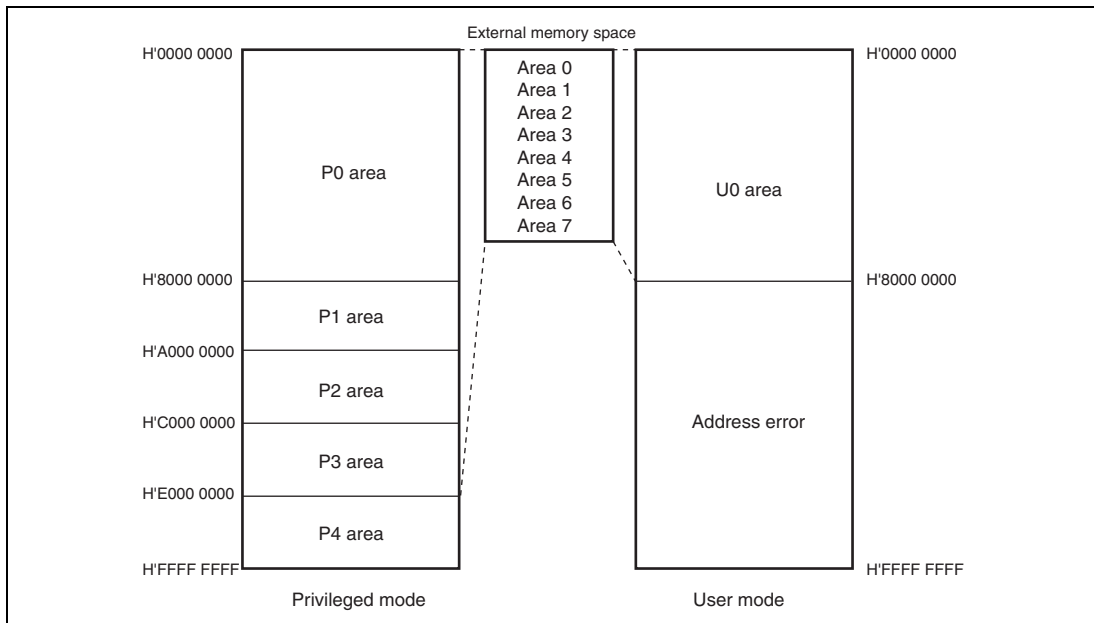 External memory space
H'0000 0000
H'0000 0000
Area 0
Area 1
Area 2
Area 3
Area 4
Area 5
Area 6
Area 7
P0 area
U0 area
H'8000 0000
H'8000 0000
P1 area
H'A000 0000
P2 area
H'C000 0000
Address error
P3 area
H'E000 0000
P4 area
H'FFFF FFFF
H'FFFF FFFF
Privileged mode
User mode